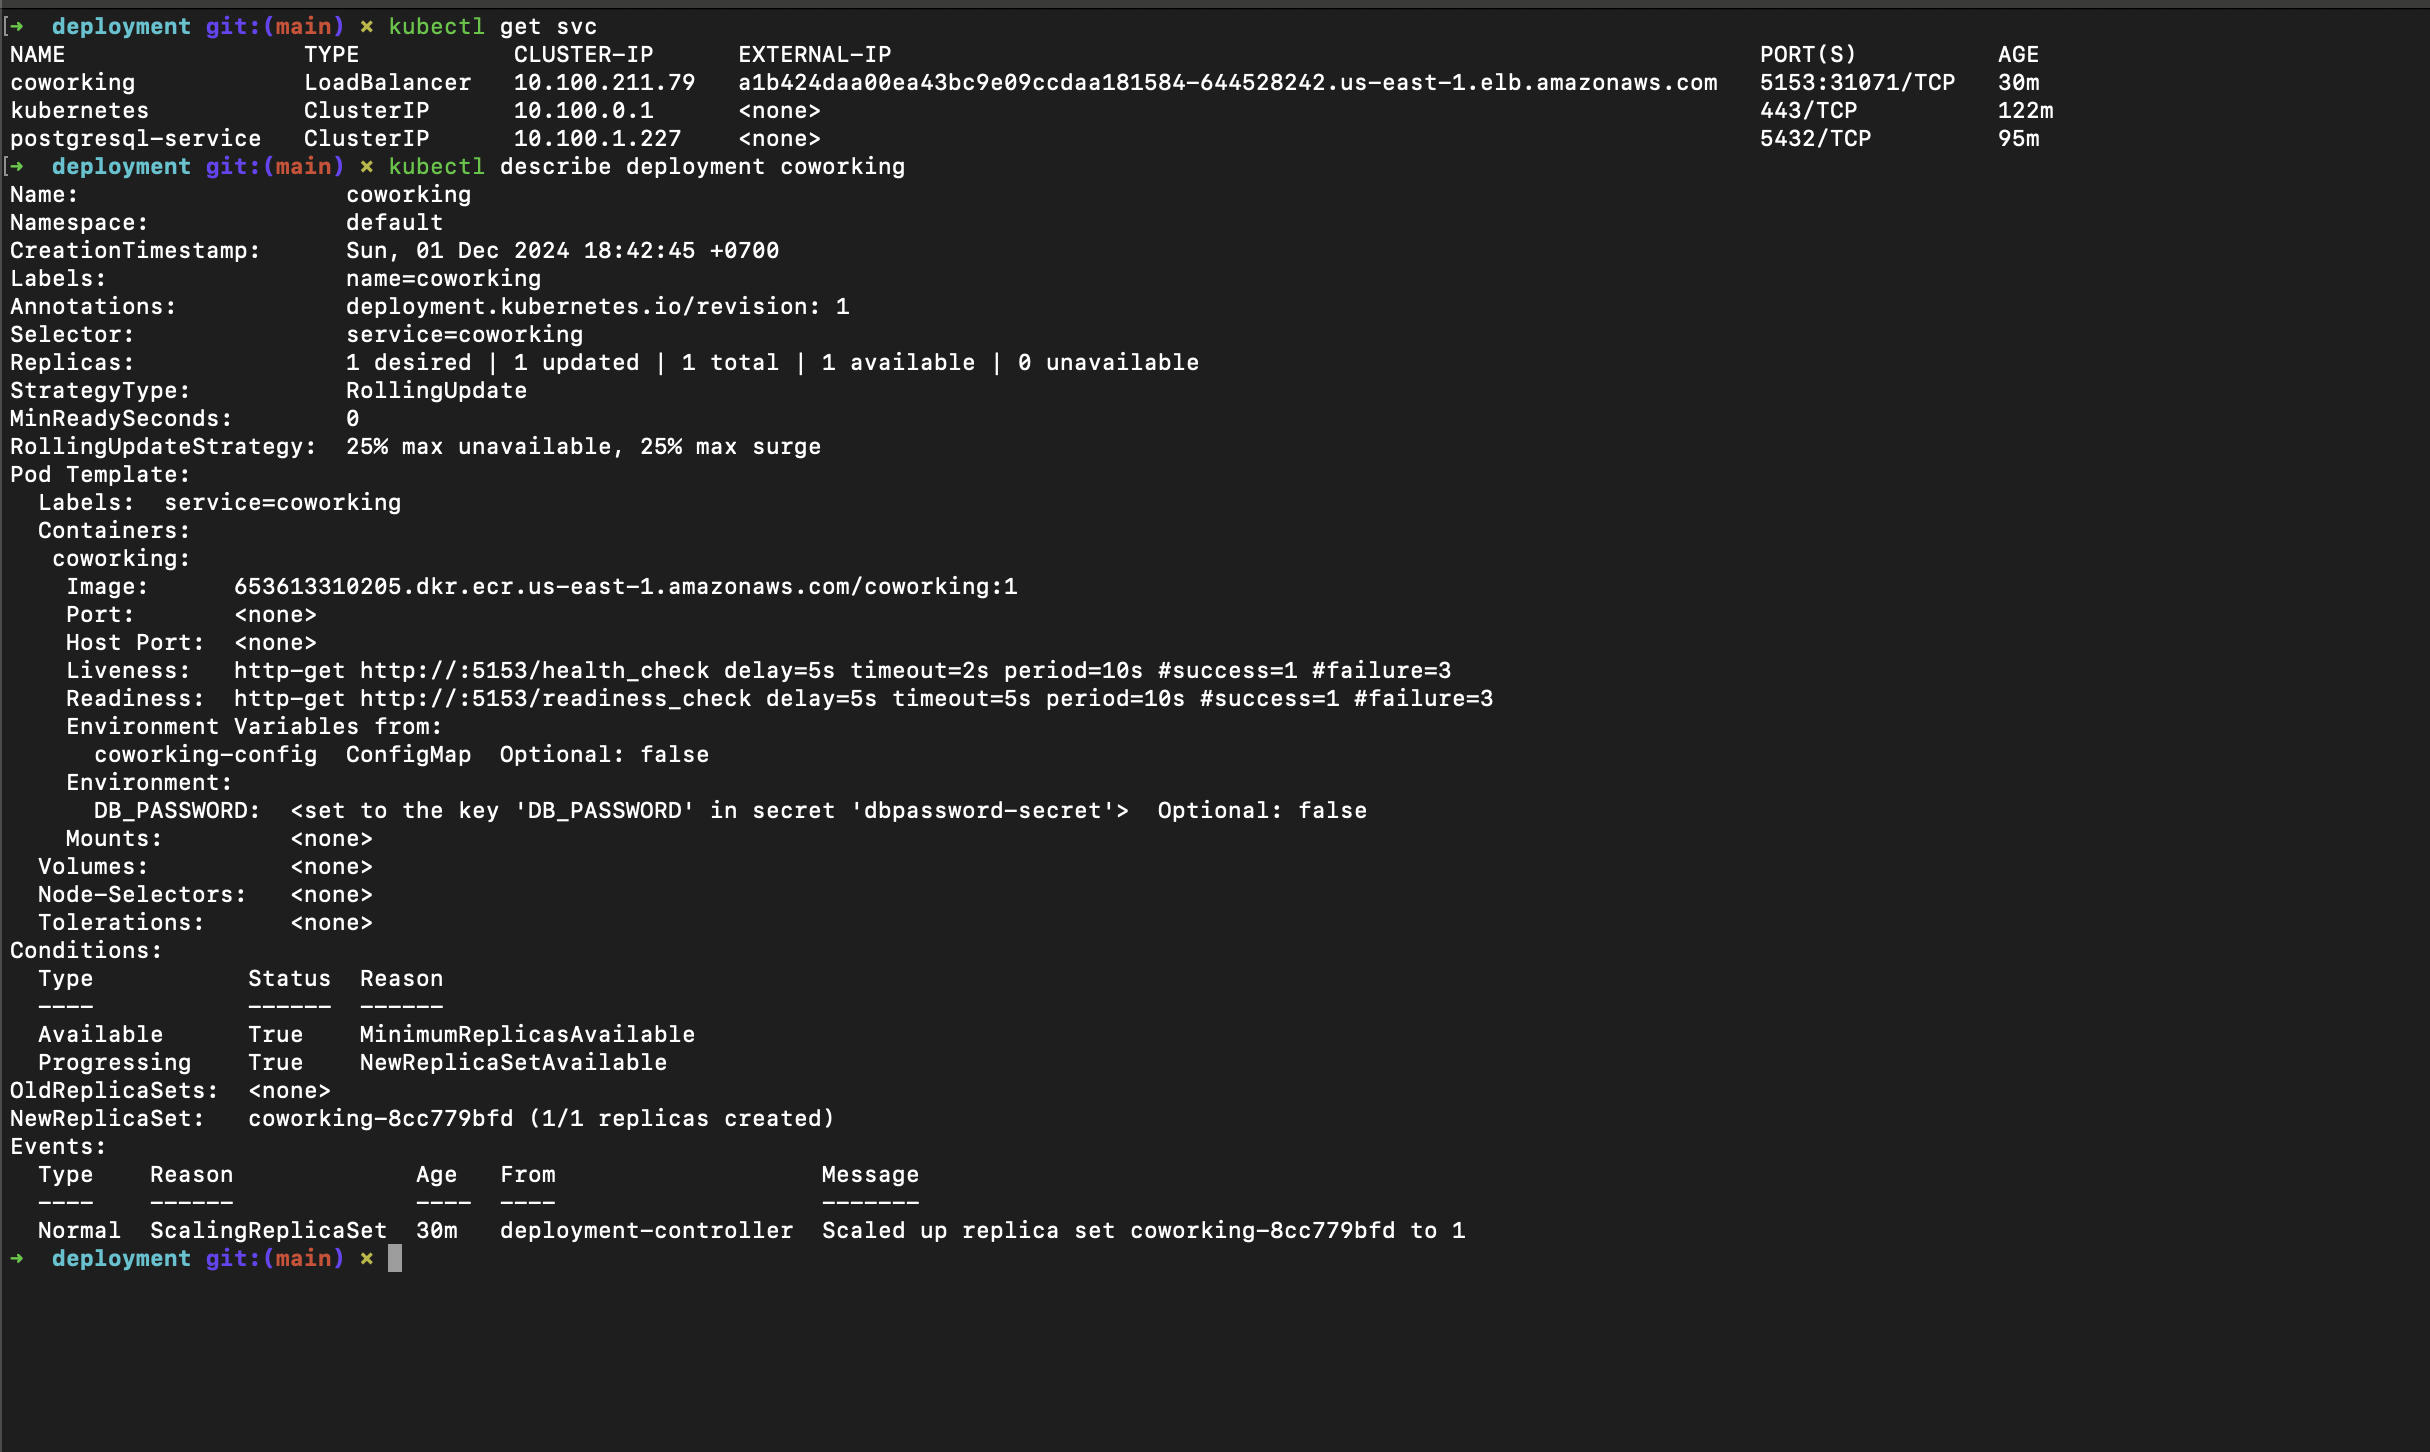 [➜  deployment git:(main) ✗ kubectl get svc
NAME                 TYPE           CLUSTER-IP       EXTERNAL-IP                                                              PORT(S)          AGE
coworking            LoadBalancer   10.100.211.79    a1b424daa00ea43bc9e09ccdaa181584-644528242.us-east-1.elb.amazonaws.com   5153:31071/TCP   30m
kubernetes           ClusterIP      10.100.0.1       <none>                                                                   443/TCP          122m
postgresql-service   ClusterIP      10.100.1.227     <none>                                                                   5432/TCP         95m
[➜  deployment git:(main) ✗ kubectl describe deployment coworking
Name:                   coworking
Namespace:              default
CreationTimestamp:      Sun, 01 Dec 2024 18:42:45 +0700
Labels:                 name=coworking
Annotations:            deployment.kubernetes.io/revision: 1
Selector:               service=coworking
Replicas:               1 desired | 1 updated | 1 total | 1 available | 0 unavailable
StrategyType:           RollingUpdate
MinReadySeconds:        0
RollingUpdateStrategy:  25% max unavailable, 25% max surge
Pod Template:
  Labels:  service=coworking
  Containers:
   coworking:
    Image:      653613310205.dkr.ecr.us-east-1.amazonaws.com/coworking:1
    Port:       <none>
    Host Port:  <none>
    Liveness:   http-get http://:5153/health_check delay=5s timeout=2s period=10s #success=1 #failure=3
    Readiness:  http-get http://:5153/readiness_check delay=5s timeout=5s period=10s #success=1 #failure=3
    Environment Variables from:
      coworking-config  ConfigMap  Optional: false
    Environment:
      DB_PASSWORD:  <set to the key 'DB_PASSWORD' in secret 'dbpassword-secret'>  Optional: false
    Mounts:         <none>
  Volumes:          <none>
  Node-Selectors:   <none>
  Tolerations:      <none>
Conditions:
  Type           Status  Reason
  ----           ------  ------
  Available      True    MinimumReplicasAvailable
  Progressing    True    NewReplicaSetAvailable
OldReplicaSets:  <none>
NewReplicaSet:   coworking-8cc779bfd (1/1 replicas created)
Events:
  Type    Reason             Age   From                   Message
  ----    ------             ----  ----                   -------
  Normal  ScalingReplicaSet  30m   deployment-controller  Scaled up replica set coworking-8cc779bfd to 1
➜  deployment git:(main) ✗